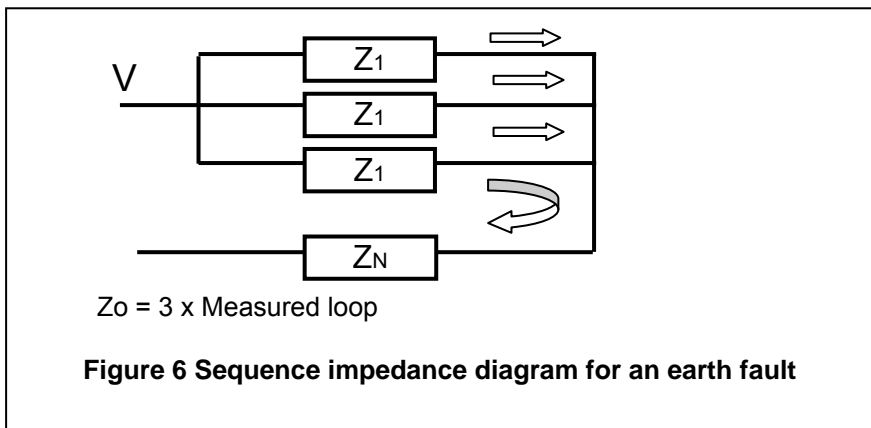 Z1
V
Z1
Z1
ZN
Zo = 3 x Measured loop
Figure 6 Sequence impedance diagram for an earth fault